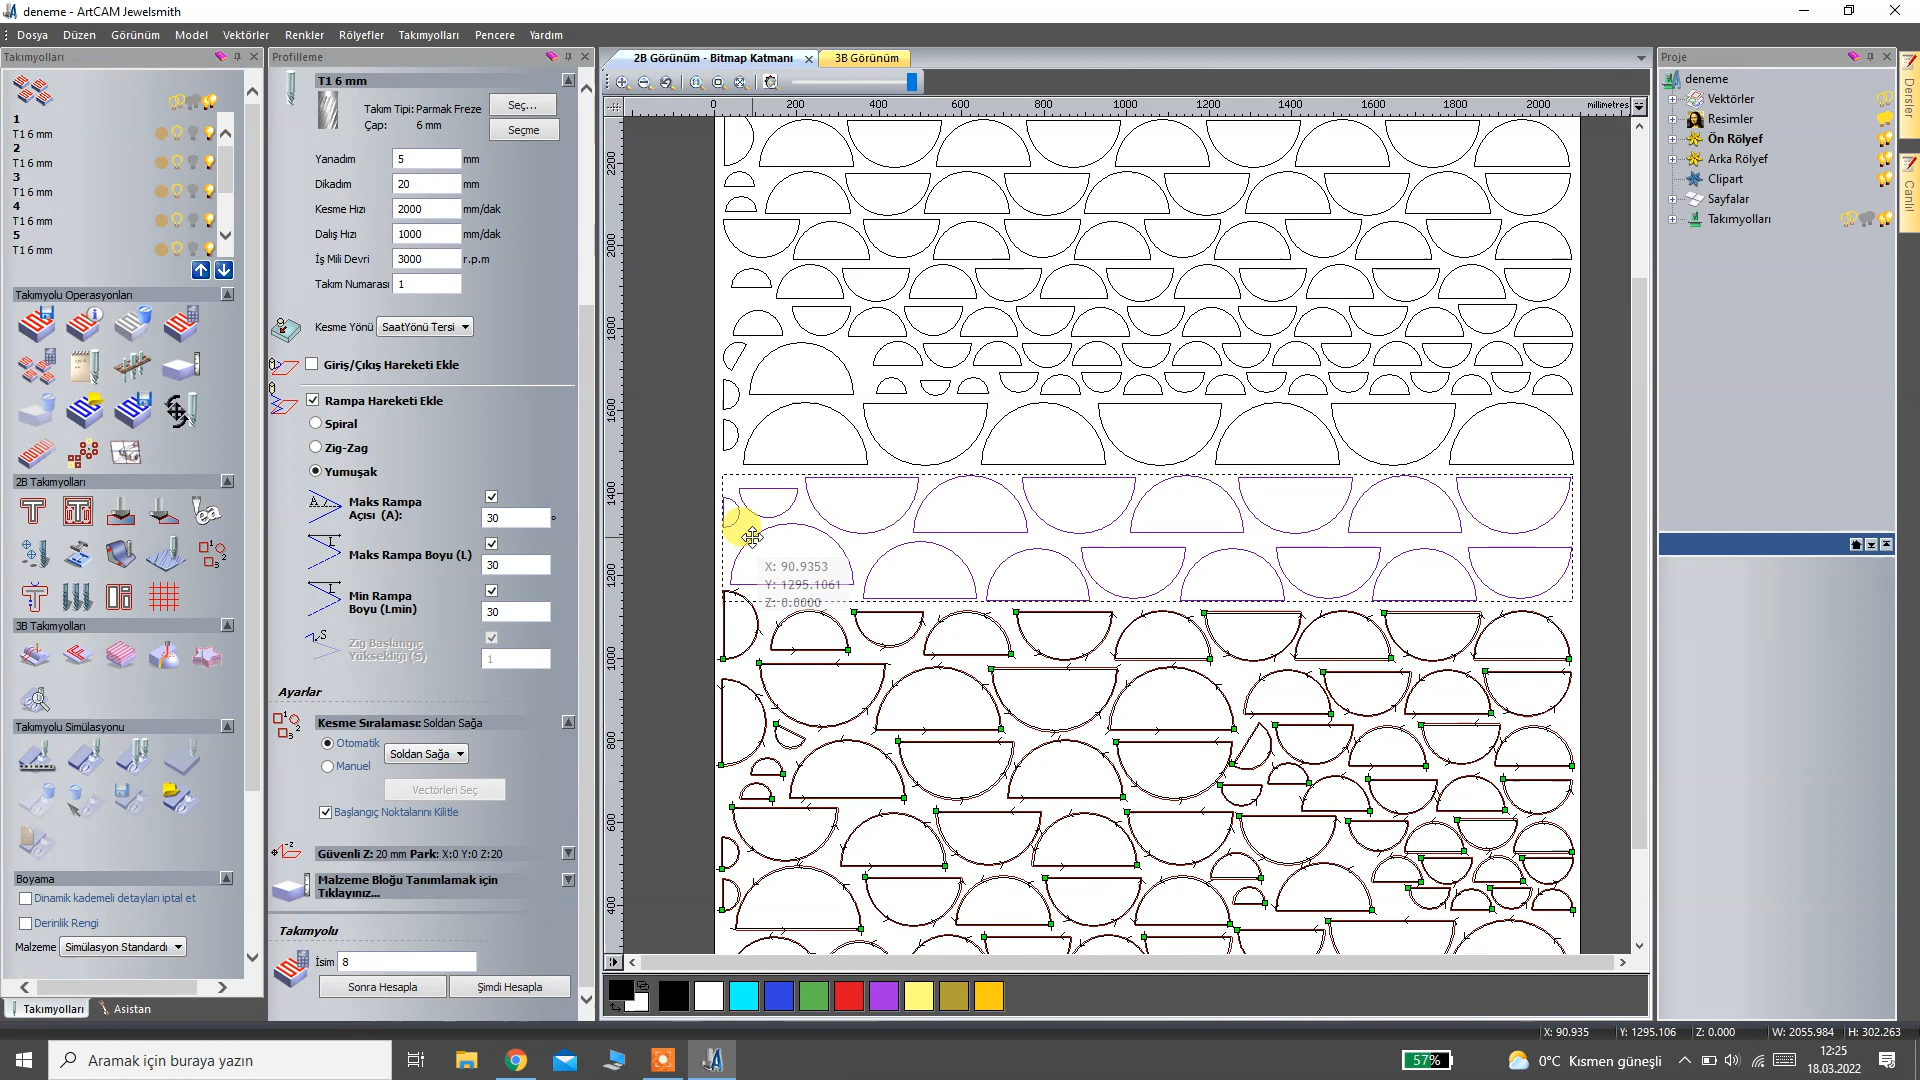 deneme - ArtCAM Jewelsmith
Dosya Düzen Görünüm Model Vektörler Renkler Rölyefler Takımyolları Pencere Yardım
Takımyolları
1
T1 6 mm
2
T1 6 mm
3
T1 6 mm
4
T1 6 mm
5
T1 6 mm
Takımyolu Operasyonları
2B Takımyolları
3B Takımyolları
Takımyolu Simülasyonu
Boyama
Dinamik kademeli detayları iptal et
Derinlik Rengi
Malzeme Simülasyon Standardı
Takımyolları Asistan
Profilleme
T1 6 mm
Takım Tipi: Parmak Freze
Çap: 6 mm
Seç...
Seçme
Yanadım 5 mm
Dikadım 20 mm
Kesme Hızı 2000 mm/dak
Dalış Hızı 1000 mm/dak
İş Mili Devri 3000 r.p.m
Takım Numarası 1
Kesme Yönü SaatYönü Tersi
Giriş/Çıkış Hareketi Ekle
Rampa Hareketi Ekle
Spiral
Zig-Zag
Yumuşak
Maks Rampa
Açısı (A): 30 °
Maks Rampa Boyu (L) 30
Min Rampa
Boyu (Lmin) 30
Zig Başlangıç
Yüksekliği (S) 1
Ayarlar
Kesme Sıralaması: Soldan Sağa
Otomatik Soldan Sağa
Manuel
Vektörleri Seç
Başlangıç Noktalarını Kilitle
Güvenli Z: 20 mm Park: X:0 Y:0 Z:20
Malzeme Bloğu Tanımlamak için
Tıklayınız...
Takımyolu
İsim 8
Sonra Hesapla Şimdi Hesapla
2B Görünüm - Bitmap Katmanı 3B Görünüm
0 200 400 600 800 1000 1200 1400 1600 1800 2000 millimetres
2200
2000
1800
1600
1400
1200
1000
800
600
400
X: 90.9353
Y: 1295.1061
Z: 0.0000
Proje
deneme
Vektörler
Resimler
Ön Rölyef
Arka Rölyef
Clipart
Sayfalar
Takımyolları
Dersler
Canlı!
X: 90.935 Y: 1295.106 Z: 0.000 W: 2055.984 H: 302.263
Aramak için buraya yazın
57%
0°C Kısmen güneşli
12:25
18.03.2022